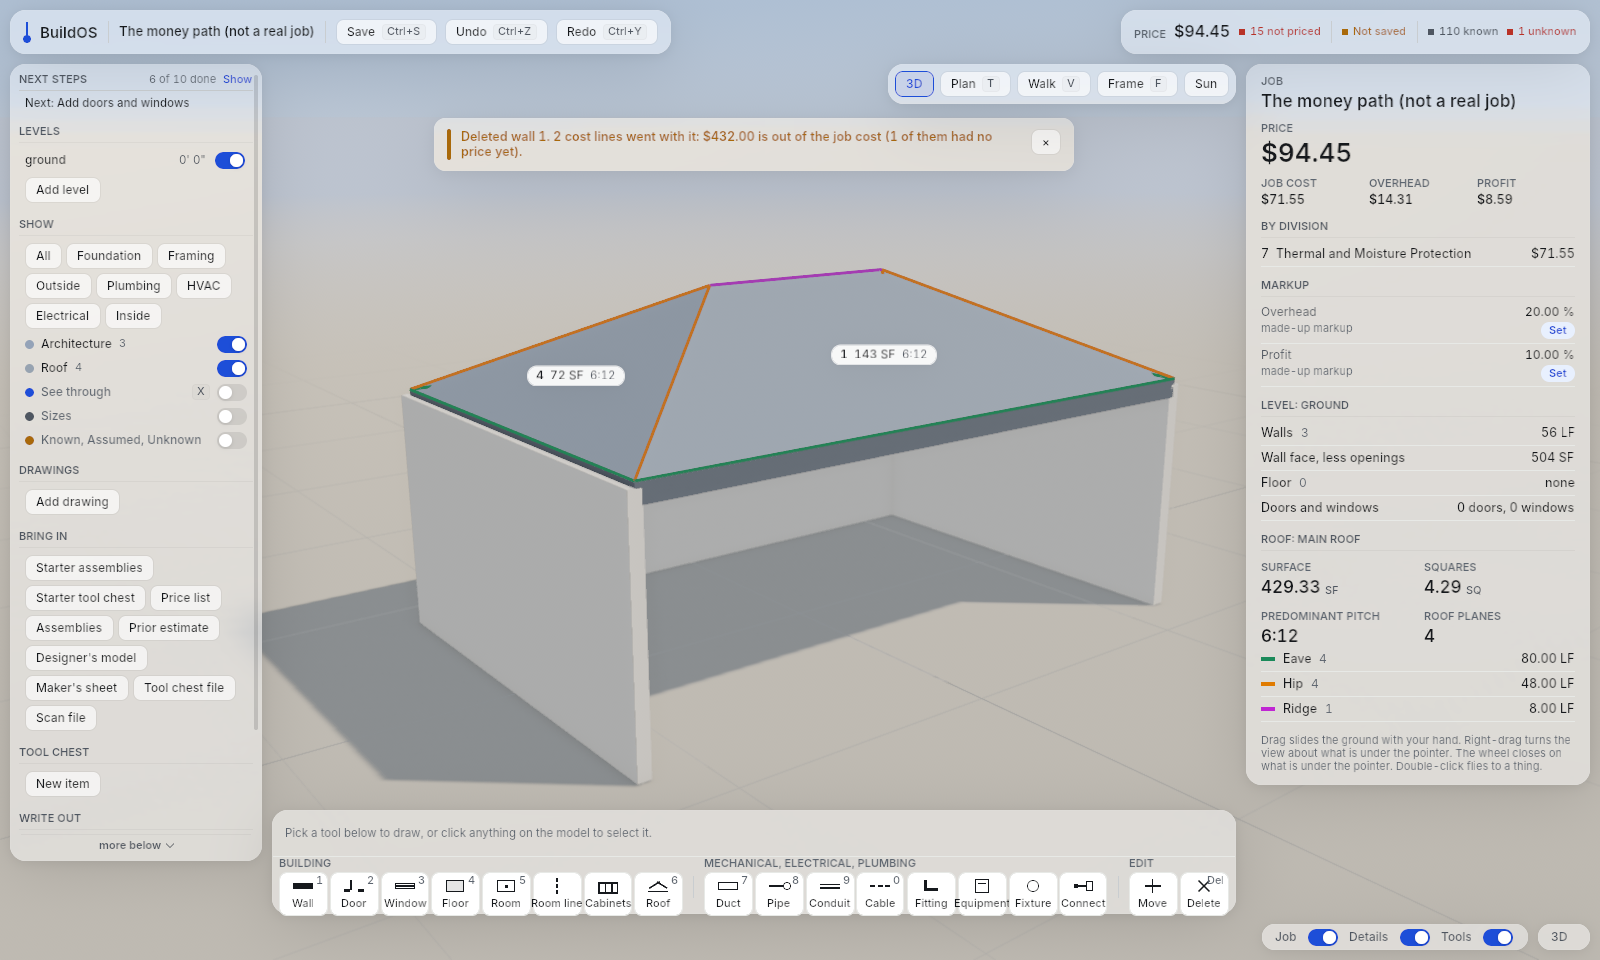 BuildOS
The money path (not a real job)
Save Ctrl+S
Undo Ctrl+Z
Redo Ctrl+Y
PRICE $94.45
15 not priced
Not saved
110 known
1 unknown
NEXT STEPS 6 of 10 done Show
Next: Add doors and windows
LEVELS
ground 0' 0"
Add level
SHOW
All Foundation Framing
Outside Plumbing HVAC
Electrical Inside
Architecture 3
Roof 4
See through X
Sizes
Known, Assumed, Unknown
DRAWINGS
Add drawing
BRING IN
Starter assemblies
Starter tool chest Price list
Assemblies Prior estimate
Designer's model
Maker's sheet Tool chest file
Scan file
TOOL CHEST
New item
WRITE OUT
more below
3D Plan T Walk V Frame F Sun
Deleted wall 1. 2 cost lines went with it: $432.00 is out of the job cost (1 of them had no
price yet).
×
1 143 SF 6:12
4 72 SF 6:12
JOB
The money path (not a real job)
PRICE
$94.45
JOB COST OVERHEAD PROFIT
$71.55 $14.31 $8.59
BY DIVISION
7 Thermal and Moisture Protection $71.55
MARKUP
Overhead 20.00 %
made-up markup Set
Profit 10.00 %
made-up markup Set
LEVEL: GROUND
Walls 3 56 LF
Wall face, less openings 504 SF
Floor 0 none
Doors and windows 0 doors, 0 windows
ROOF: MAIN ROOF
SURFACE SQUARES
429.33 SF 4.29 SQ
PREDOMINANT PITCH ROOF PLANES
6:12 4
Eave 4 80.00 LF
Hip 4 48.00 LF
Ridge 1 8.00 LF
Drag slides the ground with your hand. Right-drag turns the
view about what is under the pointer. The wheel closes on
what is under the pointer. Double-click flies to a thing.
Pick a tool below to draw, or click anything on the model to select it.
BUILDING MECHANICAL, ELECTRICAL, PLUMBING EDIT
1 2 3 4 5 6 7 8 9 0 Del
Wall Door Window Floor Room Room line Cabinets Roof Duct Pipe Conduit Cable Fitting Equipment Fixture Connect Move Delete
Job Details Tools 3D